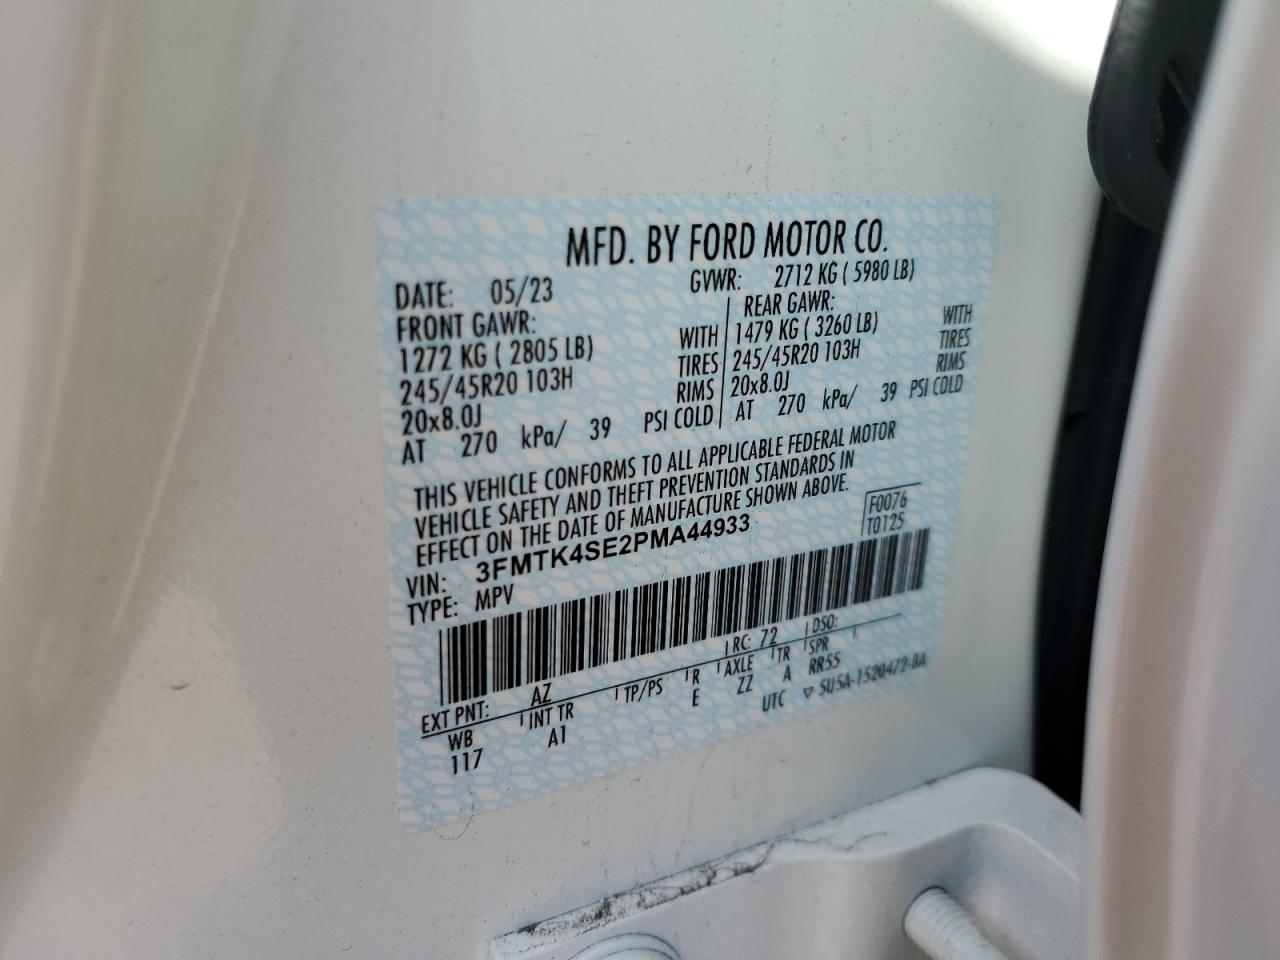 MFD. BY FORD MOTOR CO.
DATE: 05/23 GVWR: 2712 KG ( 5980 LB)
FRONT GAWR: REAR GAWR:
1272 KG ( 2805 LB) WITH 1479 KG ( 3260 LB) WITH
245/45R20 103H TIRES 245/45R20 103H TIRES
20x8.0J RIMS 20x8.0J RIMS
AT 270 kPa/ 39 PSI COLD AT 270 kPa/ 39 PSI COLD
THIS VEHICLE CONFORMS TO ALL APPLICABLE FEDERAL MOTOR
VEHICLE SAFETY AND THEFT PREVENTION STANDARDS IN
EFFECT ON THE DATE OF MANUFACTURE SHOWN ABOVE.
F0076
T0125
VIN: 3FMTK4SE2PMA44933
TYPE: MPV
EXT PNT: AZ RC: 72 DSO:
WB INT TR TP/PS R AXLE TR SPR
117 A1 E ZZ A RR55
UTC ▽ 5U5A-1520472-BA